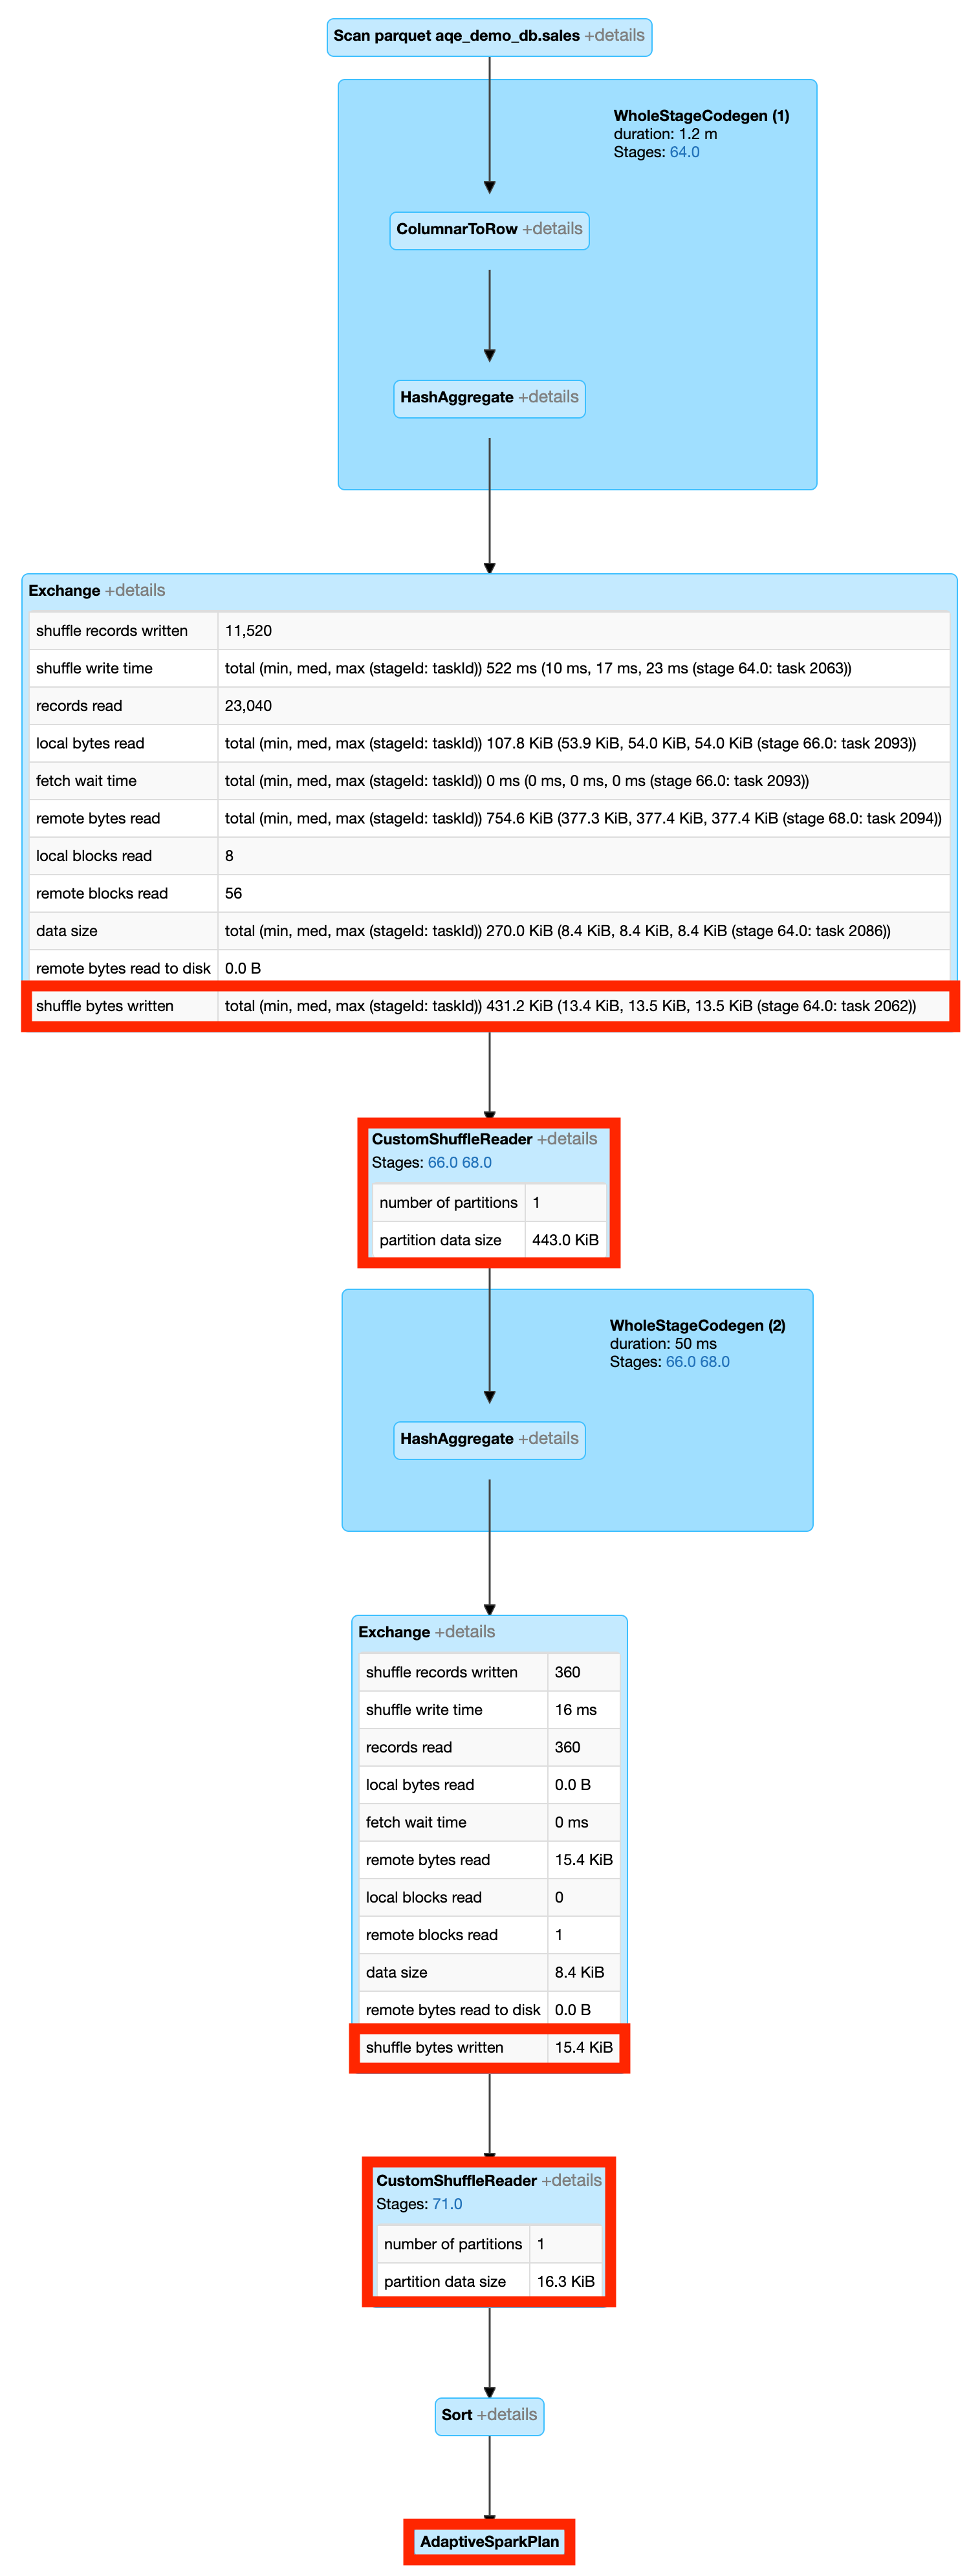 Scan parquet aqe_demo_db.sales +details
WholeStageCodegen (1)
duration: 1.2 m
Stages: 64.0
ColumnarToRow +details
HashAggregate +details
Exchange +details
shuffle records written 11,520
shuffle write time total (min, med, max (stageId: taskId)) 522 ms (10 ms, 17 ms, 23 ms (stage 64.0: task 2063))
records read 23,040
local bytes read total (min, med, max (stageId: taskId)) 107.8 KiB (53.9 KiB, 54.0 KiB, 54.0 KiB (stage 66.0: task 2093))
fetch wait time total (min, med, max (stageId: taskId)) 0 ms (0 ms, 0 ms, 0 ms (stage 66.0: task 2093))
remote bytes read total (min, med, max (stageId: taskId)) 754.6 KiB (377.3 KiB, 377.4 KiB, 377.4 KiB (stage 68.0: task 2094))
local blocks read 8
remote blocks read 56
data size total (min, med, max (stageId: taskId)) 270.0 KiB (8.4 KiB, 8.4 KiB, 8.4 KiB (stage 64.0: task 2086))
remote bytes read to disk 0.0 B
shuffle bytes written total (min, med, max (stageId: taskId)) 431.2 KiB (13.4 KiB, 13.5 KiB, 13.5 KiB (stage 64.0: task 2062))
CustomShuffleReader +details
Stages: 66.0 68.0
number of partitions 1
partition data size 443.0 KiB
WholeStageCodegen (2)
duration: 50 ms
Stages: 66.0 68.0
HashAggregate +details
Exchange +details
shuffle records written 360
shuffle write time 16 ms
records read 360
local bytes read 0.0 B
fetch wait time 0 ms
remote bytes read 15.4 KiB
local blocks read 0
remote blocks read 1
data size 8.4 KiB
remote bytes read to disk 0.0 B
shuffle bytes written 15.4 KiB
CustomShuffleReader +details
Stages: 71.0
number of partitions 1
partition data size 16.3 KiB
Sort +details
AdaptiveSparkPlan